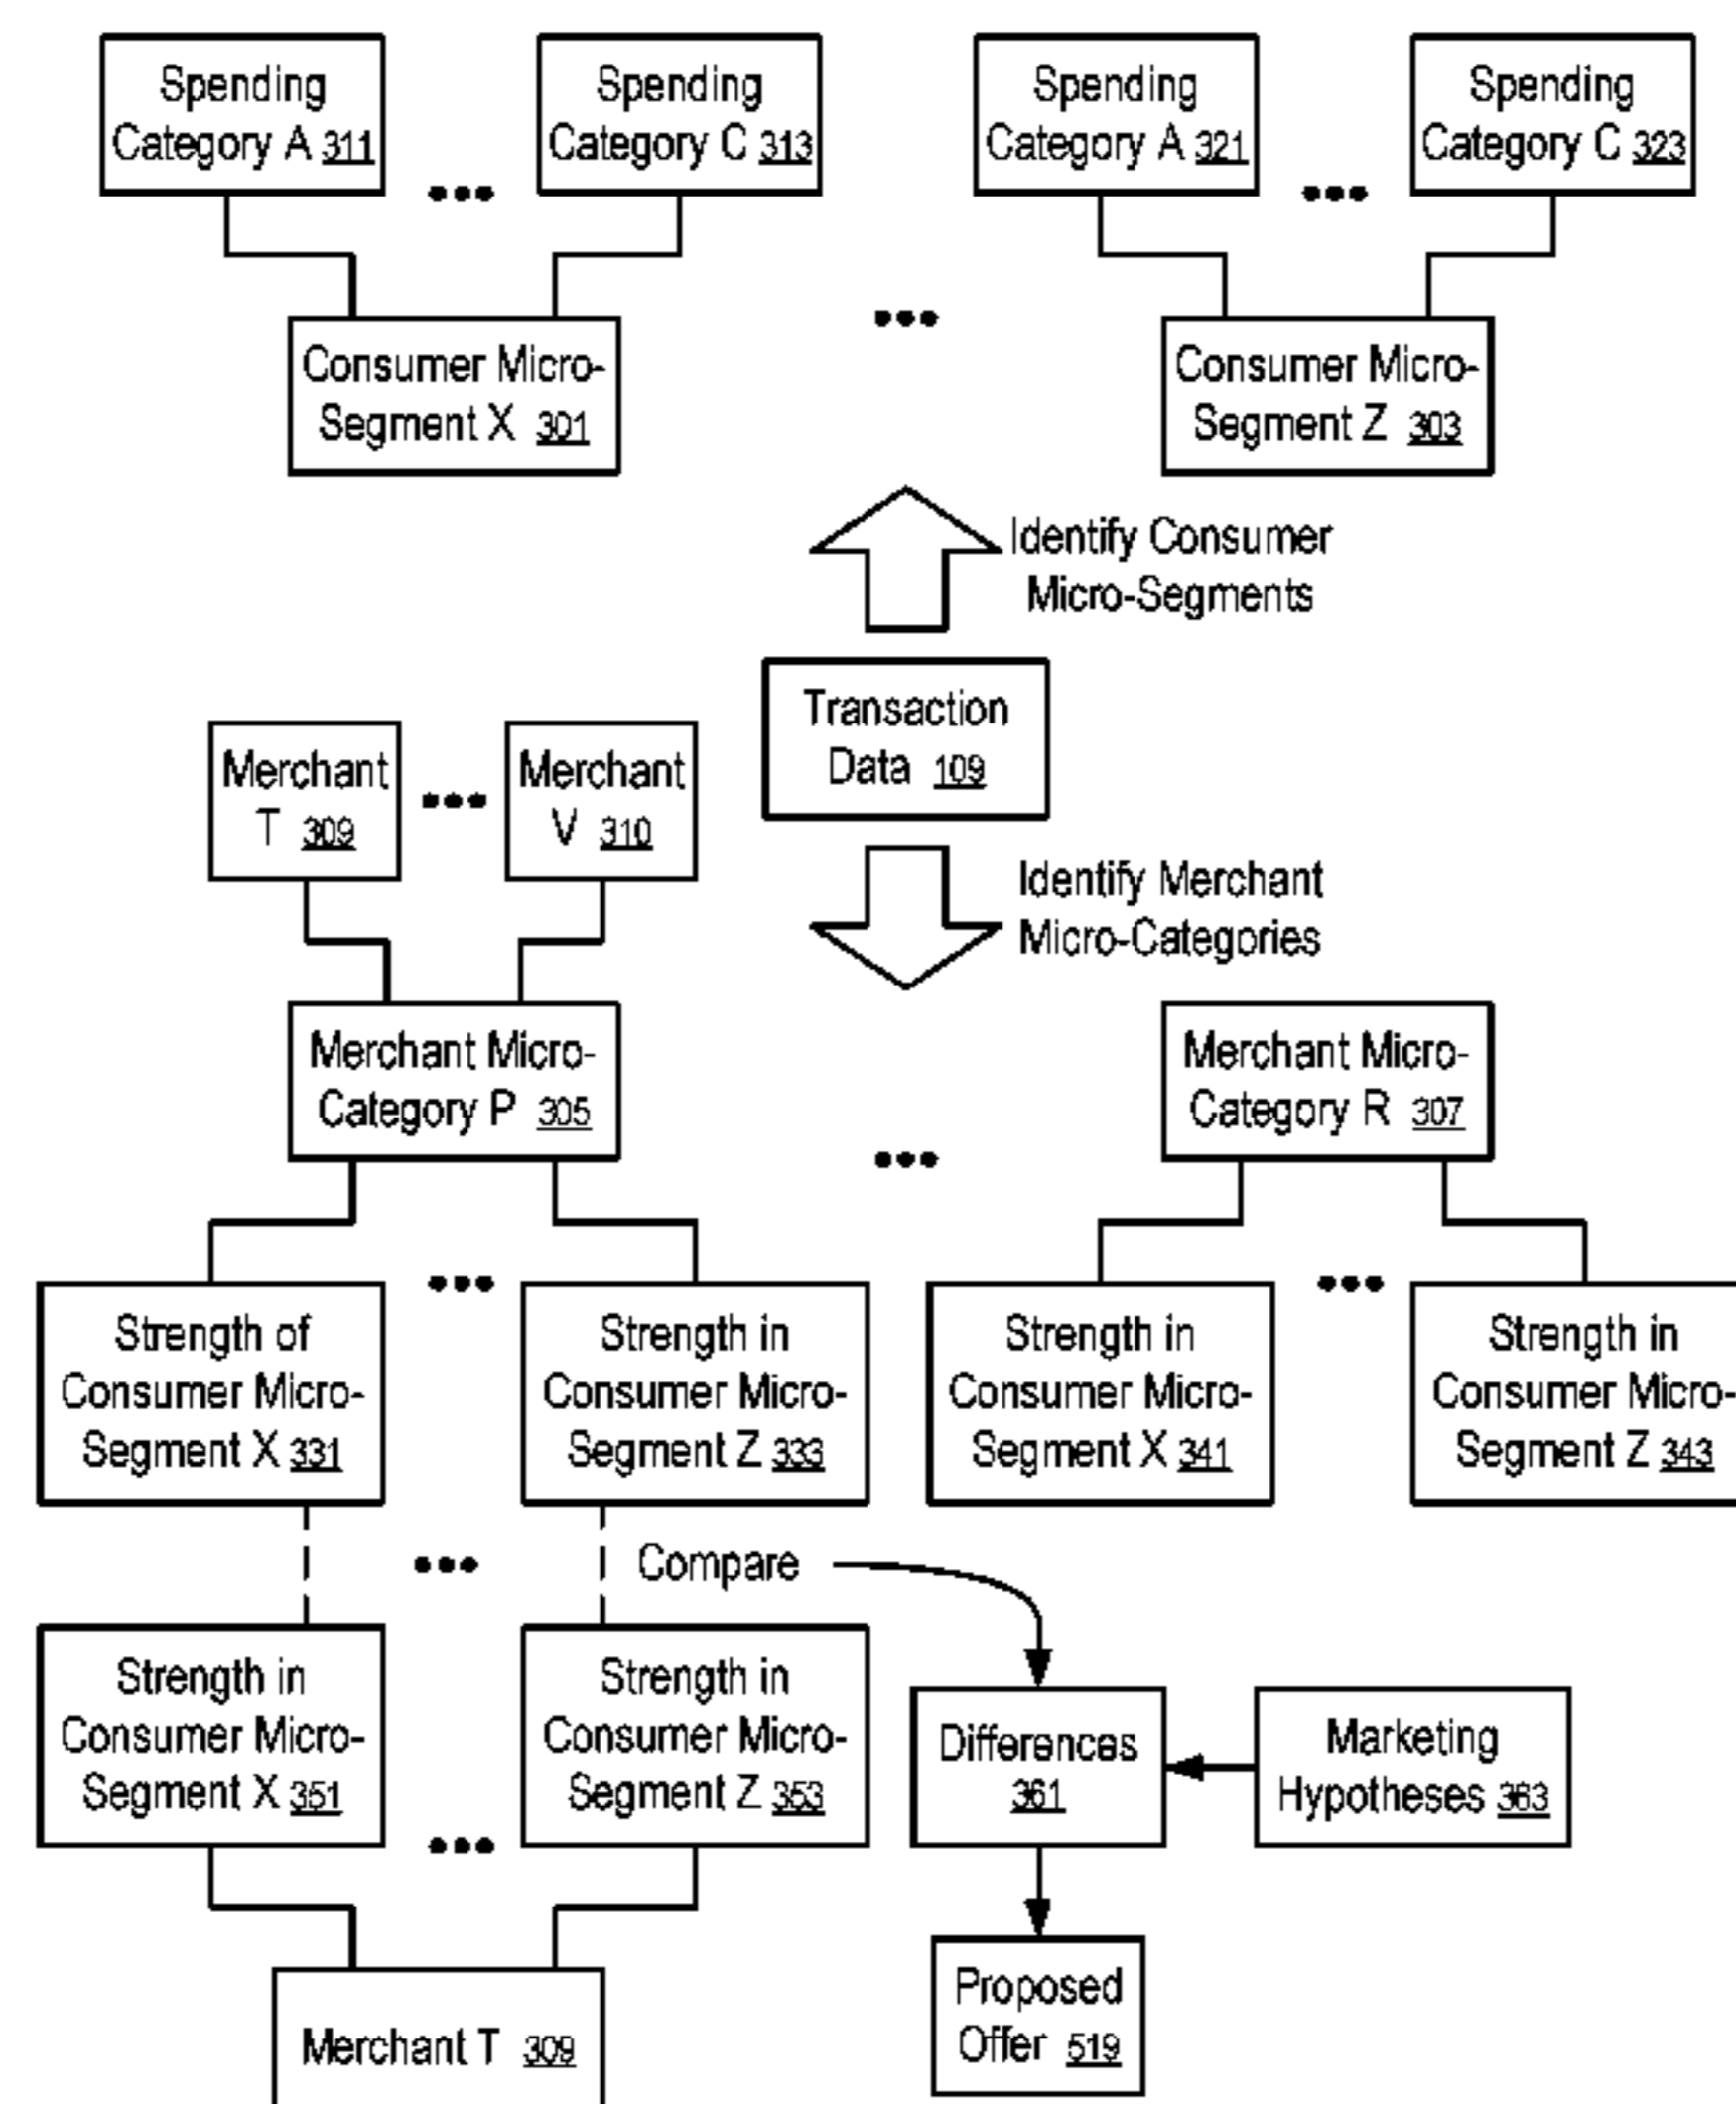 Spending
Category A 311
Spending
Category C 313
Spending
Category A 321
Spending
Category C 323
Consumer Micro-
Segment X 301
Consumer Micro-
Segment Z 303
Identify Consumer
Micro-Segments
Transaction
Data 109
Merchant
T 309
Merchant
V 310
Identify Merchant
Micro-Categories
Merchant Micro-
Category P 305
Merchant Micro-
Category R 307
Strength of
Consumer Micro-
Segment X 331
Strength in
Consumer Micro-
Segment Z 333
Strength in
Consumer Micro-
Segment X 341
Strength in
Consumer Micro-
Segment Z 343
Compare
Strength in
Consumer Micro-
Segment X 351
Strength in
Consumer Micro-
Segment Z 353
Differences
361
Marketing
Hypotheses 363
Merchant T 309
Proposed
Offer 519